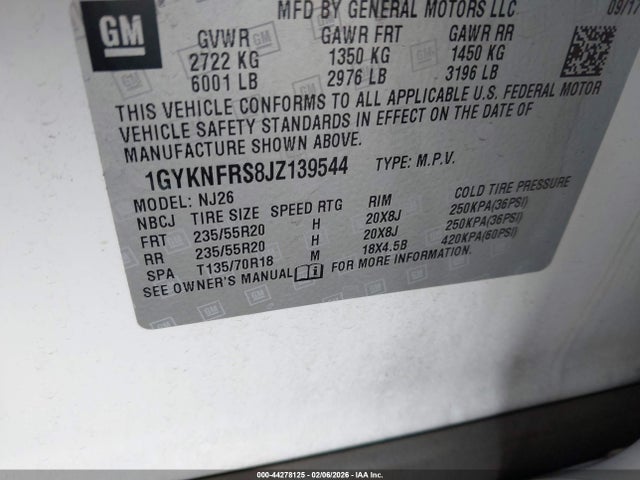 MFD BY GENERAL MOTORS LLC 09/17
GM
GVWR GAWR FRT GAWR RR
2722 KG 1350 KG 1450 KG
6001 LB 2976 LB 3196 LB
THIS VEHICLE CONFORMS TO ALL APPLICABLE U.S. FEDERAL MOTOR
VEHICLE SAFETY STANDARDS IN EFFECT ON THE DATE OF
MANUFACTURE SHOWN ABOVE.
1GYKNFRS8JZ139544 TYPE: M.P.V.
MODEL: NJ26
NBCJ TIRE SIZE SPEED RTG RIM COLD TIRE PRESSURE
FRT 235/55R20 H 20X8J 250KPA(36PSI)
RR 235/55R20 H 20X8J 250KPA(36PSI)
SPA T135/70R18 M 18X4.5B 420KPA(60PSI)
SEE OWNER'S MANUAL FOR MORE INFORMATION.
000-44278125 - 02/06/2026 - IAA Inc.